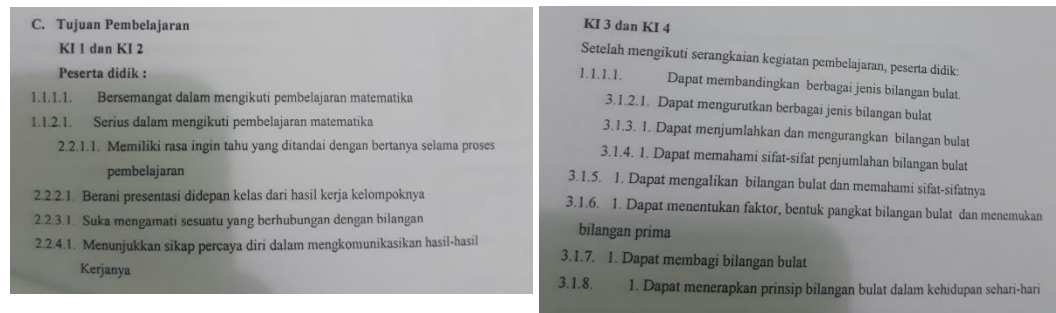 C. Tujuan Pembelajaran
KI 1 dan KI 2
Peserta didik :
1.1.1.1. Bersemangat dalam mengikuti pembelajaran matematika
1.1.2.1. Serius dalam mengikuti pembelajaran matematika
2.2.1.1. Memiliki rasa ingin tahu yang ditandai dengan bertanya selama proses
pembelajaran
2.2.2.1. Berani presentasi didepan kelas dari hasil kerja kelompoknya
2.2.3.1. Suka mengamati sesuatu yang berhubungan dengan bilangan
2.2.4.1. Menunjukkan sikap percaya diri dalam mengkomunikasikan hasil-hasil
Kerjanya
KI 3 dan KI 4
Setelah mengikuti serangkaian kegiatan pembelajaran, peserta didik:
1.1.1.1. Dapat membandingkan berbagai jenis bilangan bulat.
3.1.2.1. Dapat mengurutkan berbagai jenis bilangan bulat
3.1.3. 1. Dapat menjumlahkan dan mengurangkan bilangan bulat
3.1.4. 1. Dapat memahami sifat-sifat penjumlahan bilangan bulat
3.1.5. 1. Dapat mengalikan bilangan bulat dan memahami sifat-sifatnya
3.1.6. 1. Dapat menentukan faktor, bentuk pangkat bilangan bulat dan menemukan
bilangan prima
3.1.7. 1. Dapat membagi bilangan bulat
3.1.8. 1. Dapat menerapkan prinsip bilangan bulat dalam kehidupan sehari-hari